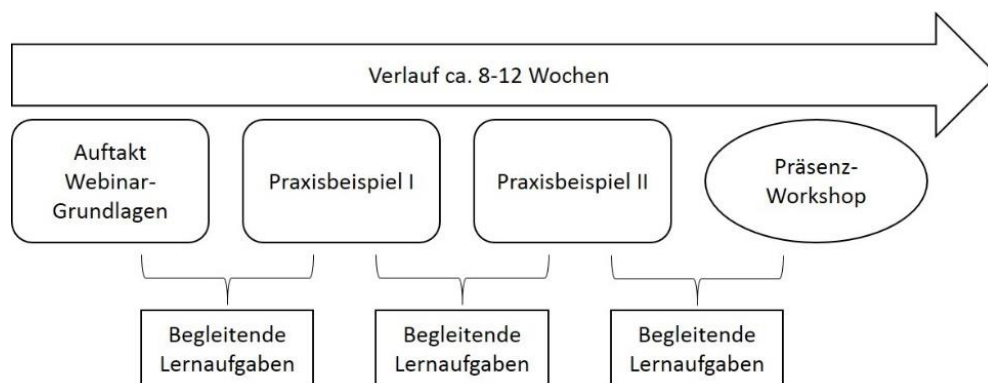 Verlauf ca. 8-12 Wochen
Auftakt
Webinar-
Grundlagen
Praxisbeispiel I
Praxisbeispiel II
Präsenz-
Workshop
Begleitende
Lernaufgaben
Begleitende
Lernaufgaben
Begleitende
Lernaufgaben